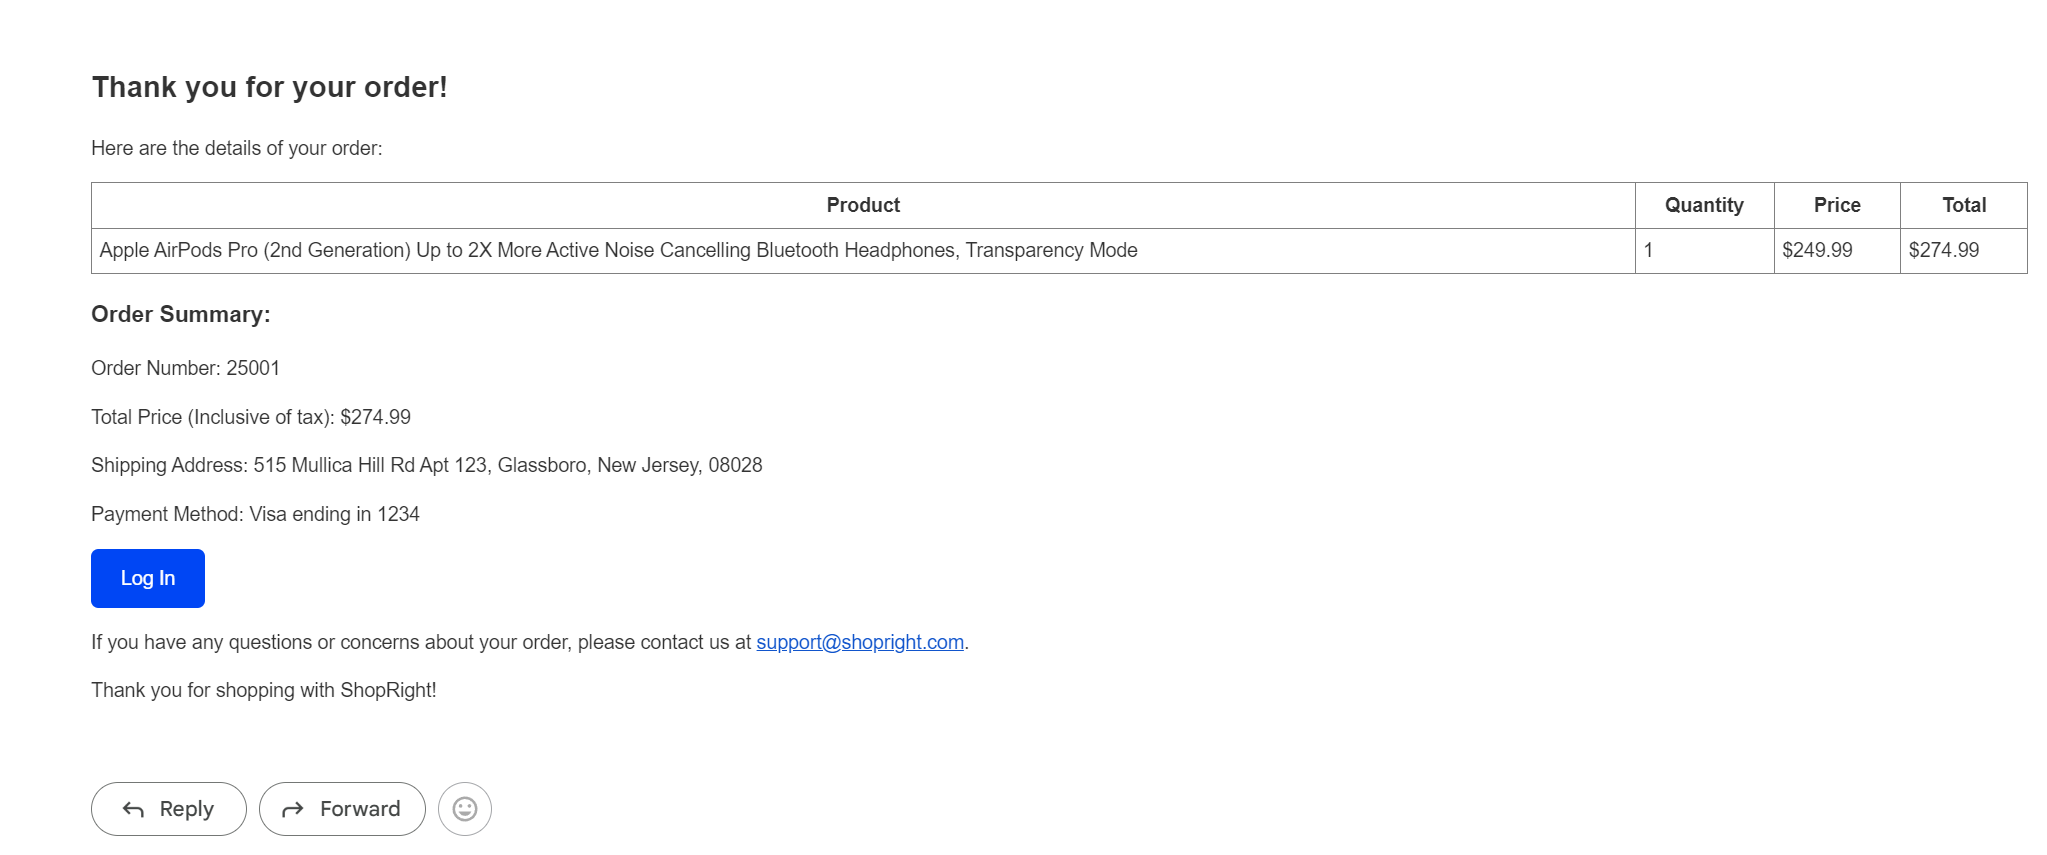 Thank you for your order!
Here are the details of your order:
Product Quantity Price Total
Apple AirPods Pro (2nd Generation) Up to 2X More Active Noise Cancelling Bluetooth Headphones, Transparency Mode 1 $249.99 $274.99
Order Summary:
Order Number: 25001
Total Price (Inclusive of tax): $274.99
Shipping Address: 515 Mullica Hill Rd Apt 123, Glassboro, New Jersey, 08028
Payment Method: Visa ending in 1234
Log In
If you have any questions or concerns about your order, please contact us at support@shopright.com.
Thank you for shopping with ShopRight!
Reply Forward